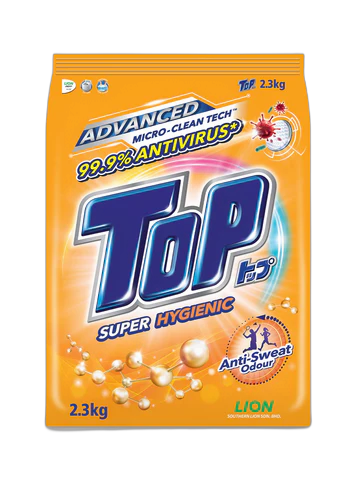 LION
TOP 2.3kg
ADVANCED
MICRO-CLEAN TECH™
99.9% ANTIVIRUS*
TOP
トップ
SUPER HYGIENIC
Anti-Sweat
Odour
2.3kg
LION